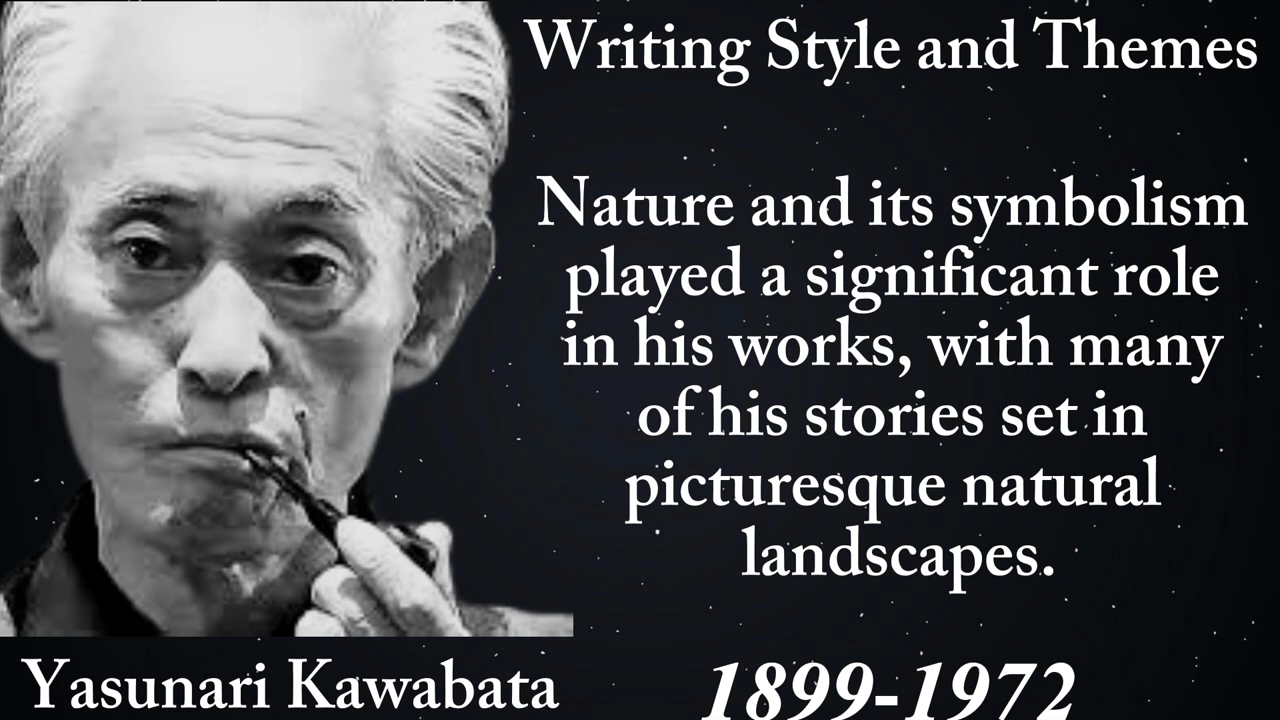 Writing Style and Themes
Nature and its symbolism
played a significant role
in his works, with many
of his stories set in
picturesque natural
landscapes.
Yasunari Kawabata
1899-1972